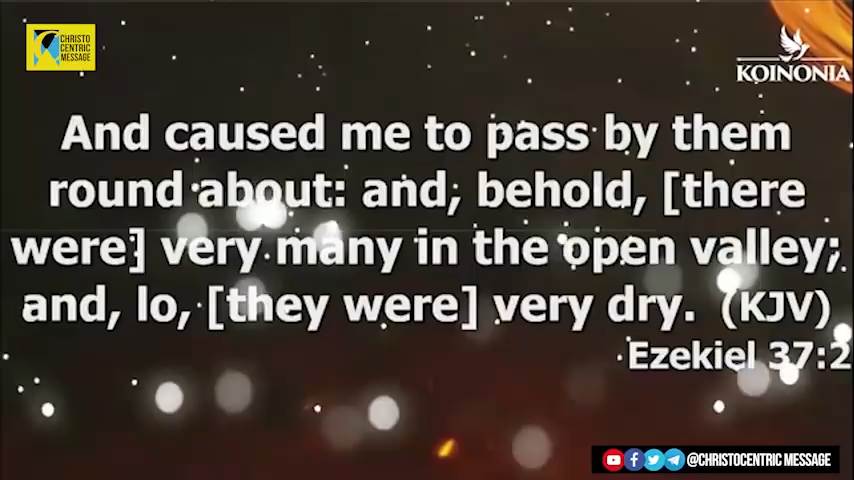 CHRISTO
CENTRIC
MESSAGE
KOINONIA
And caused me to pass by them
round about: and, behold, [there
were] very many in the open valley;
and, lo, [they were] very dry. (KJV)
Ezekiel 37:2
@CHRISTOCENTRIC MESSAGE